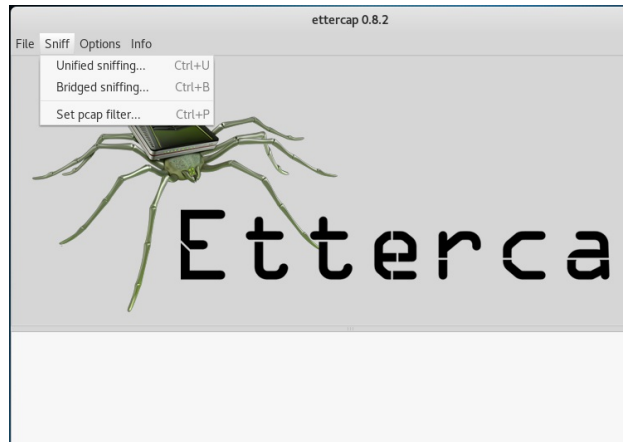 ettercap 0.8.2
File Sniff Options Info
Unified sniffing... Ctrl+U
Bridged sniffing... Ctrl+B
Set pcap filter... Ctrl+P
Etterca